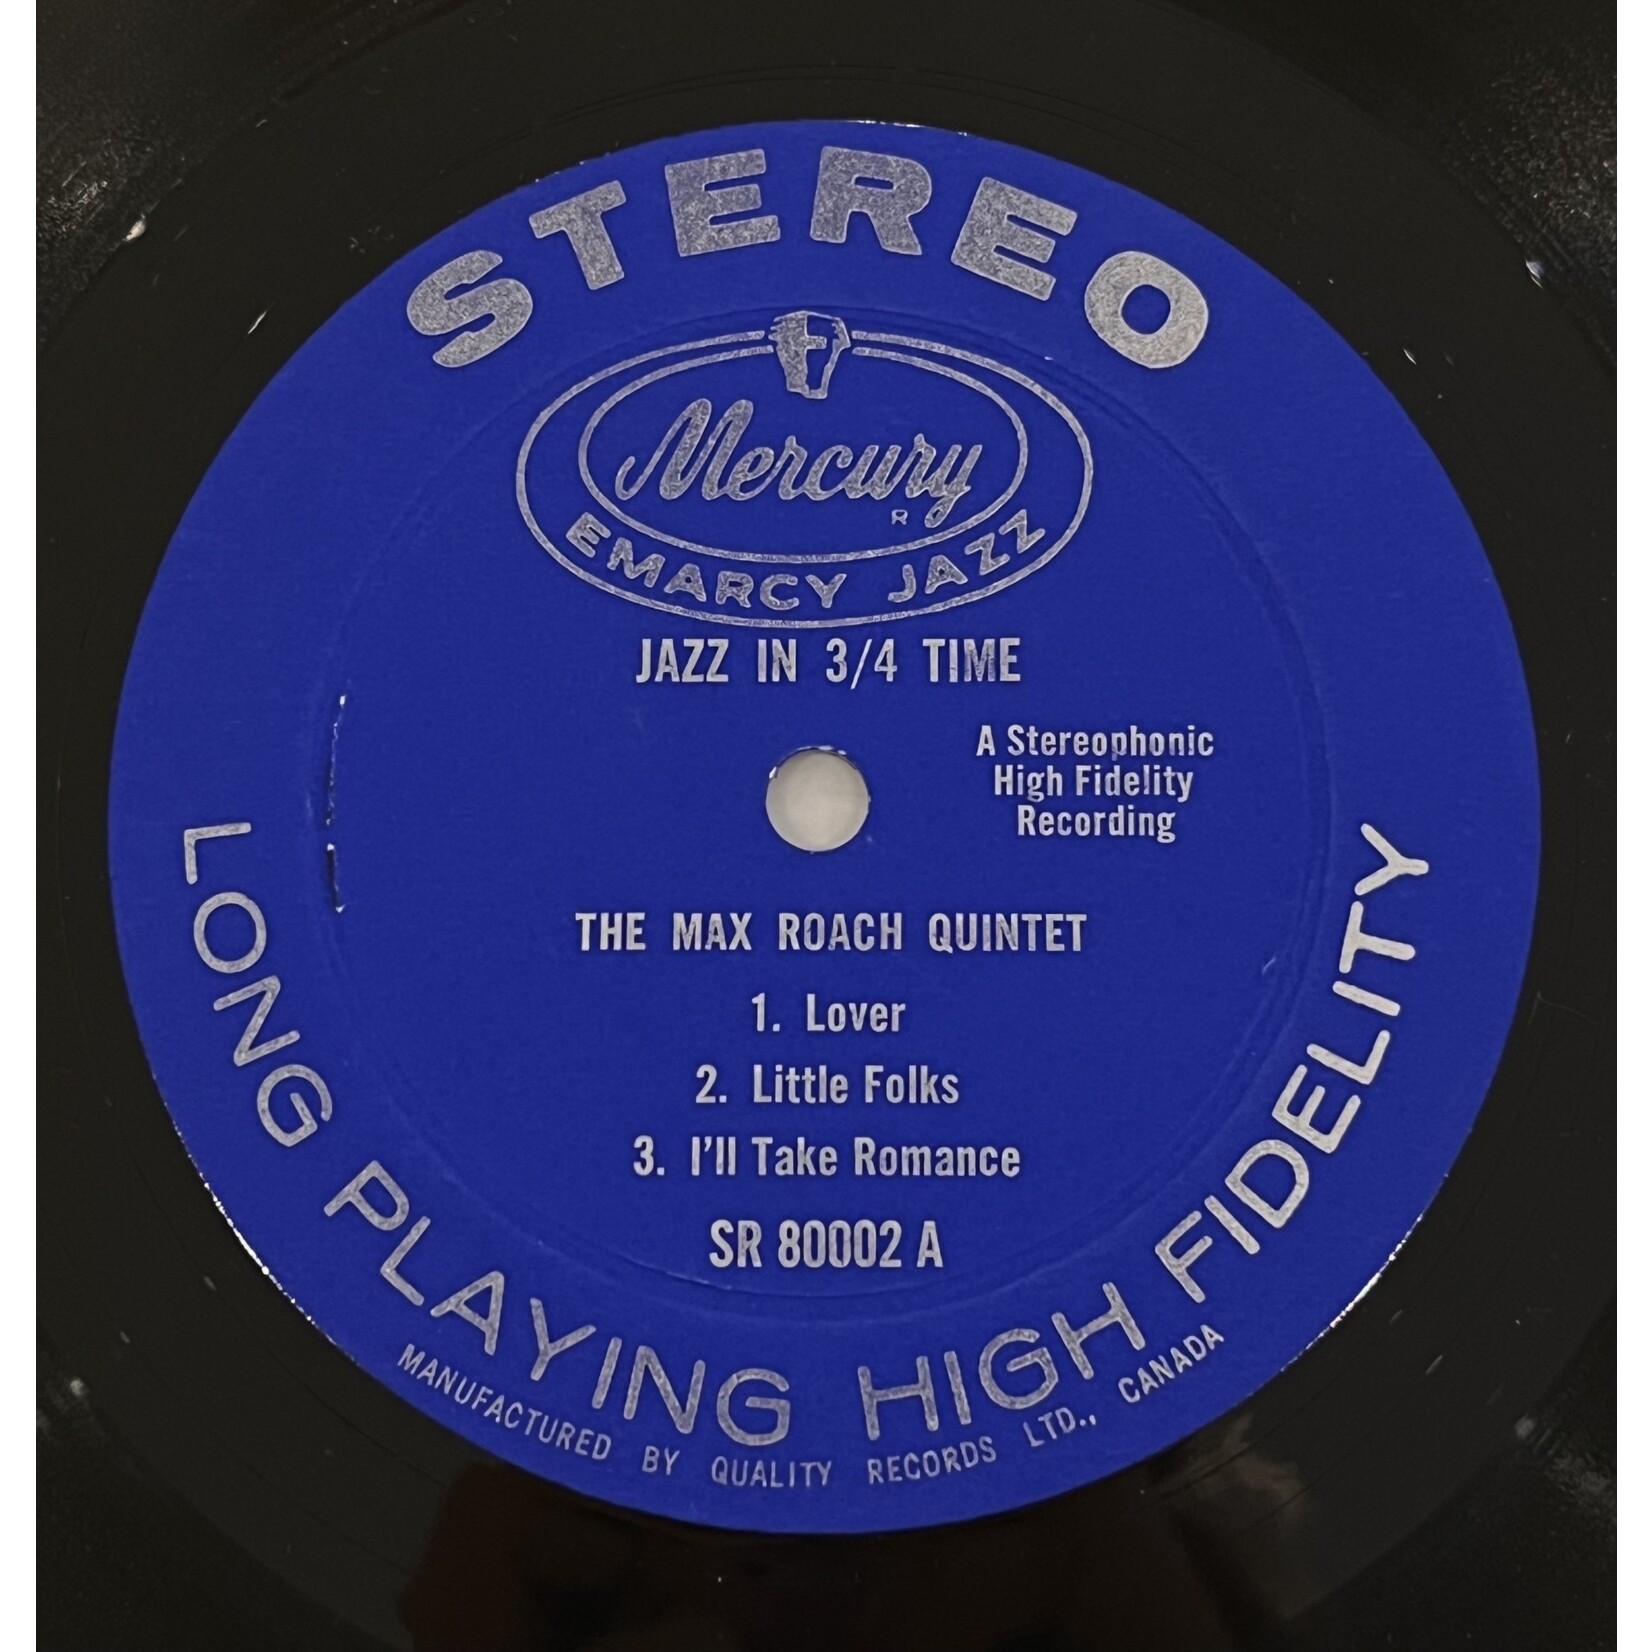 STEREO
Mercury
R
EMARCY JAZZ
JAZZ IN 3/4 TIME
A Stereophonic
High Fidelity
Recording
THE MAX ROACH QUINTET
1. Lover
2. Little Folks
3. I'll Take Romance
SR 80002 A
LONG PLAYING HIGH FIDELITY
MANUFACTURED BY QUALITY RECORDS LTD., CANADA